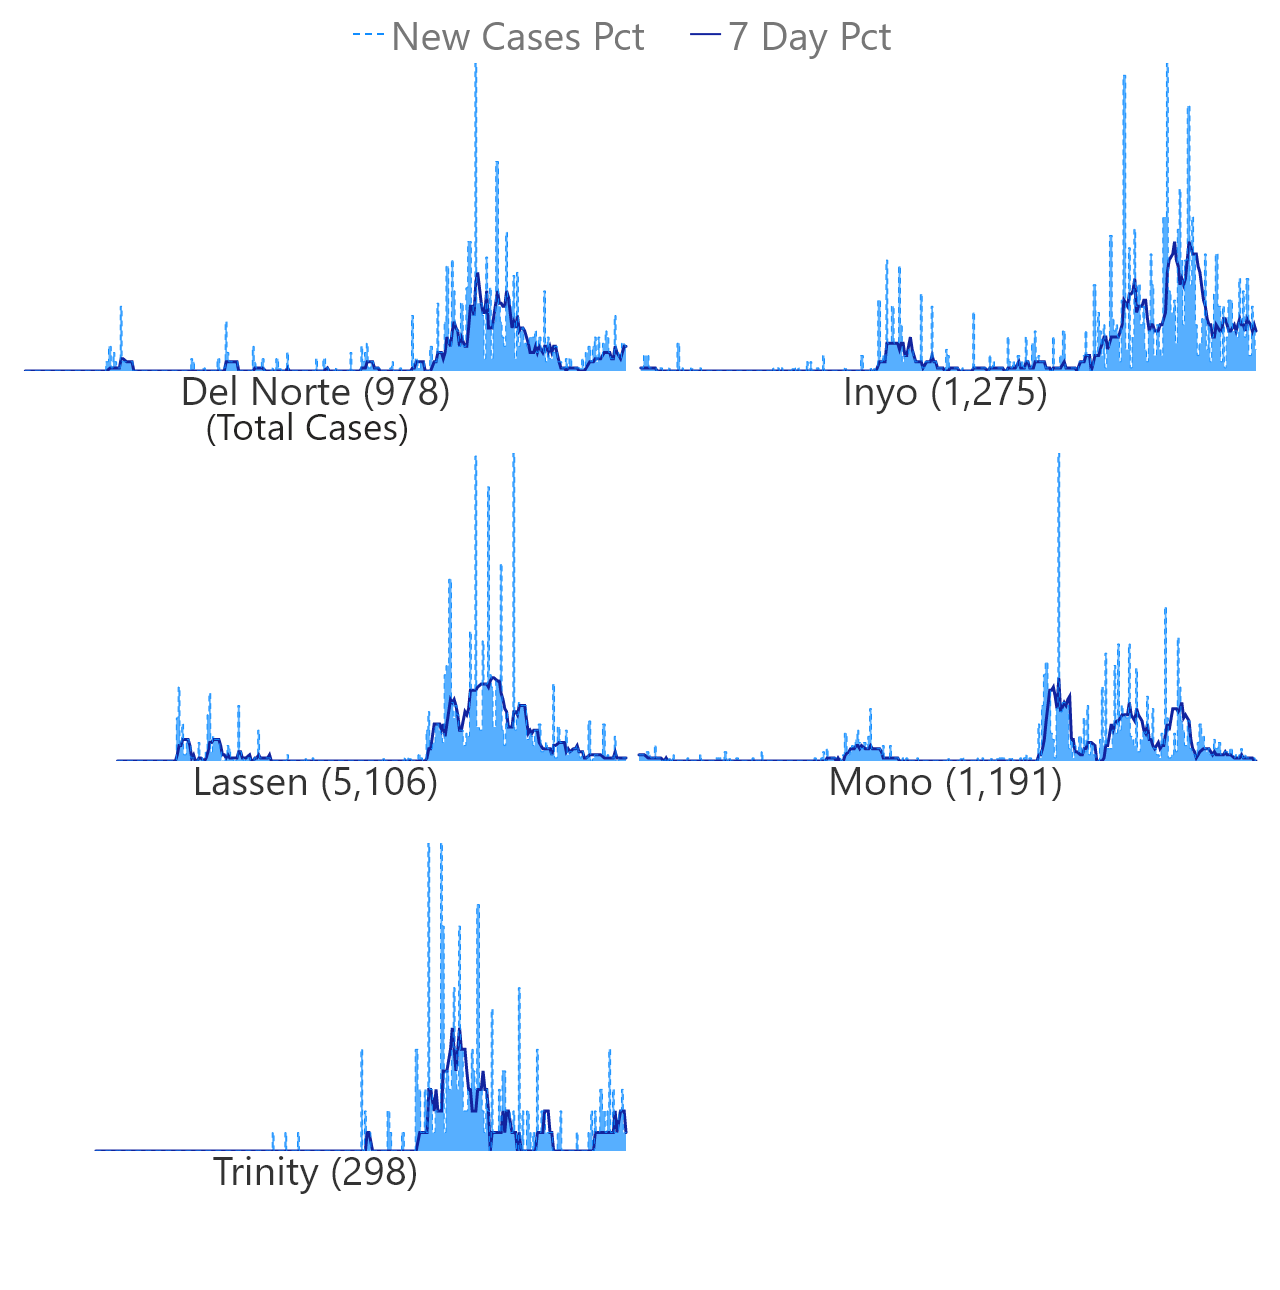 New Cases Pct 7 Day Pct
Del Norte (978) Inyo (1,275)
(Total Cases)
Lassen (5,106) Mono (1,191)
Trinity (298)